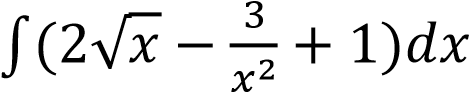 ∫(2√x − 3/x² + 1)dx